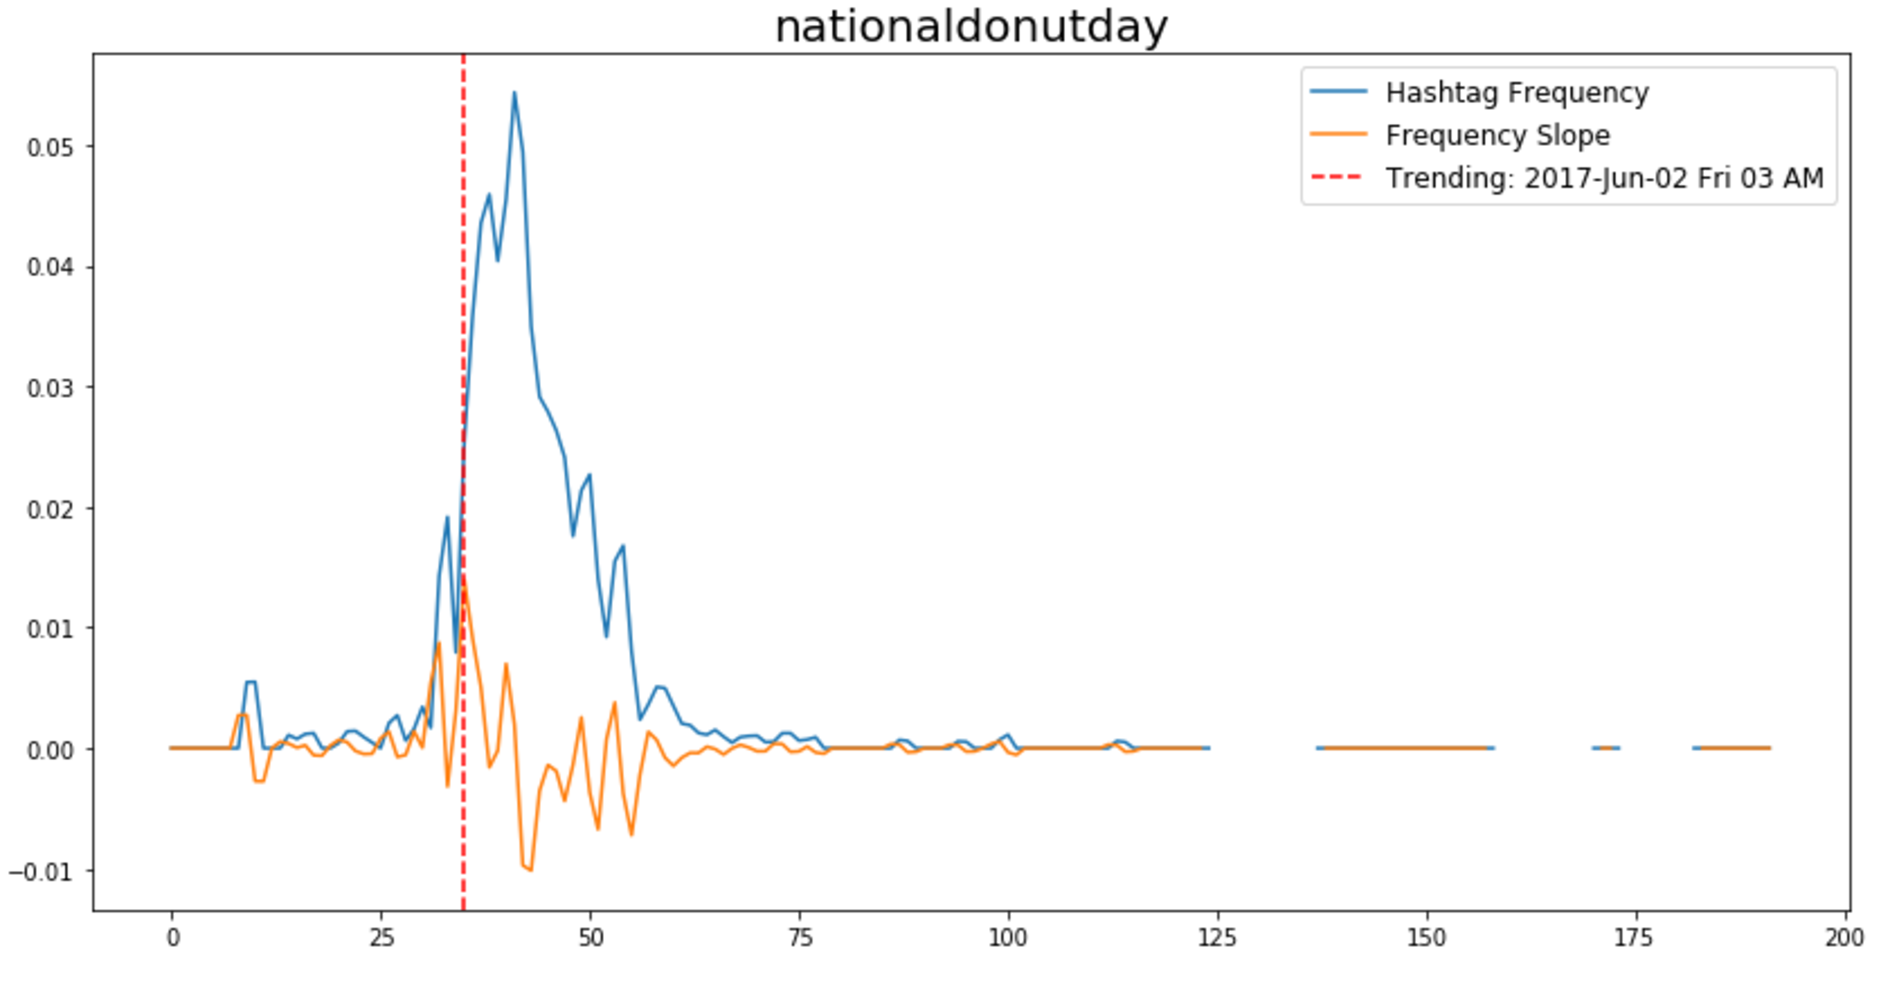 nationaldonutday
Hashtag Frequency
Frequency Slope
Trending: 2017-Jun-02 Fri 03 AM
0.05
0.04
0.03
0.02
0.01
0.00
−0.01
0 25 50 75 100 125 150 175 200